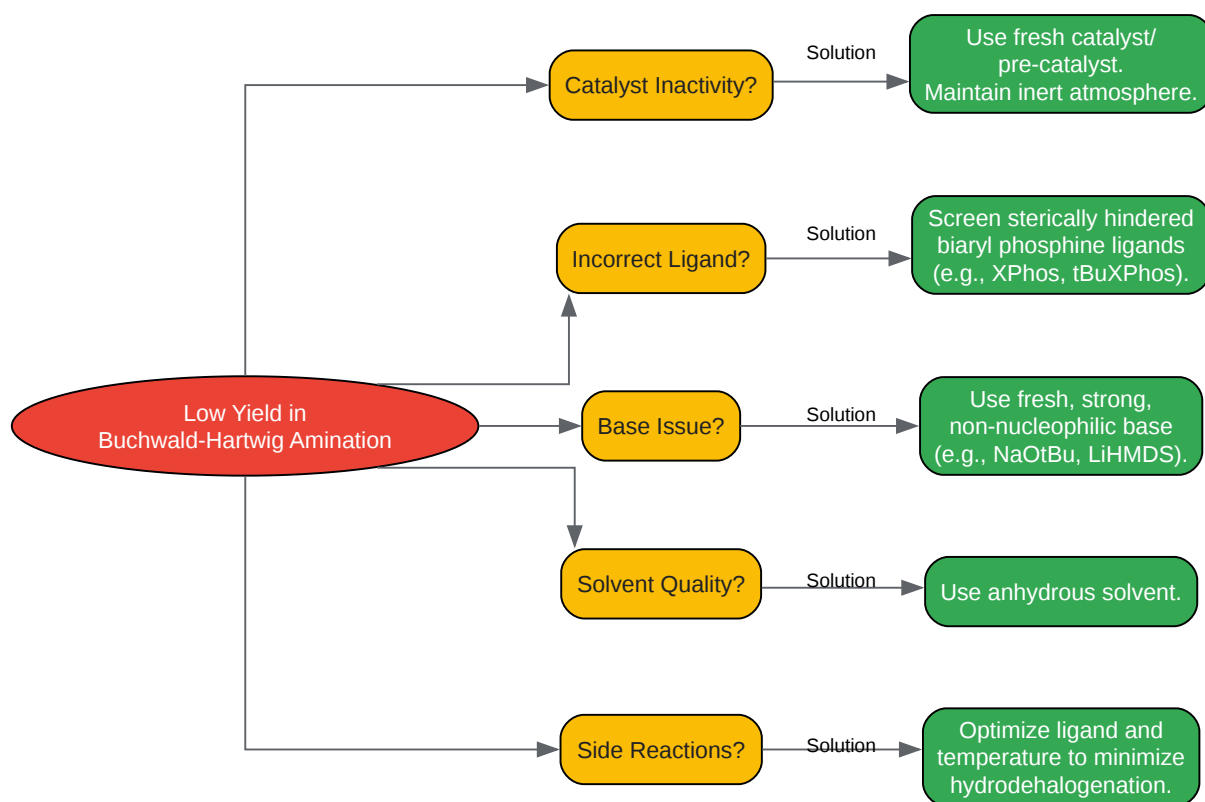 Catalyst Inactivity?
Solution
Use fresh catalyst/
pre-catalyst.
Maintain inert atmosphere.
Incorrect Ligand?
Solution
Screen sterically hindered
biaryl phosphine ligands
(e.g., XPhos, tBuXPhos).
Low Yield in
Buchwald-Hartwig Amination
Base Issue?
Solution
Use fresh, strong,
non-nucleophilic base
(e.g., NaOtBu, LiHMDS).
Solvent Quality?
Solution
Use anhydrous solvent.
Side Reactions?
Solution
Optimize ligand and
temperature to minimize
hydrodehalogenation.